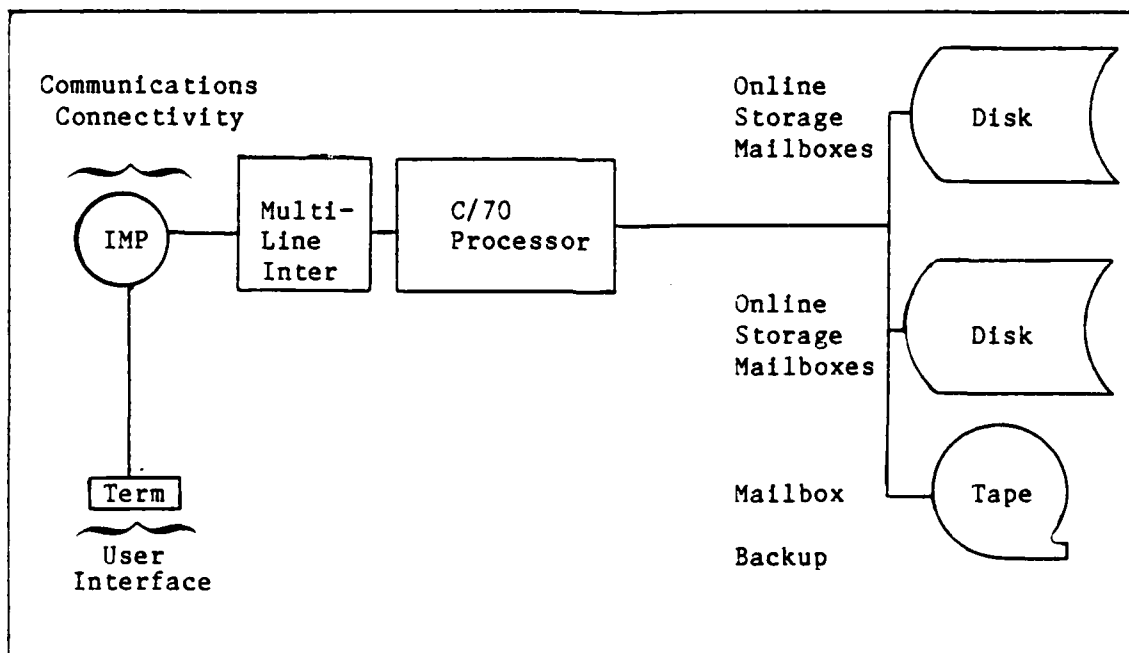 Communications
Connectivity
IMP
Multi-
Line
Inter
C/70
Processor
Online
Storage
Mailboxes
Disk
Online
Storage
Mailboxes
Disk
Term
User
Interface
Mailbox
Backup
Tape